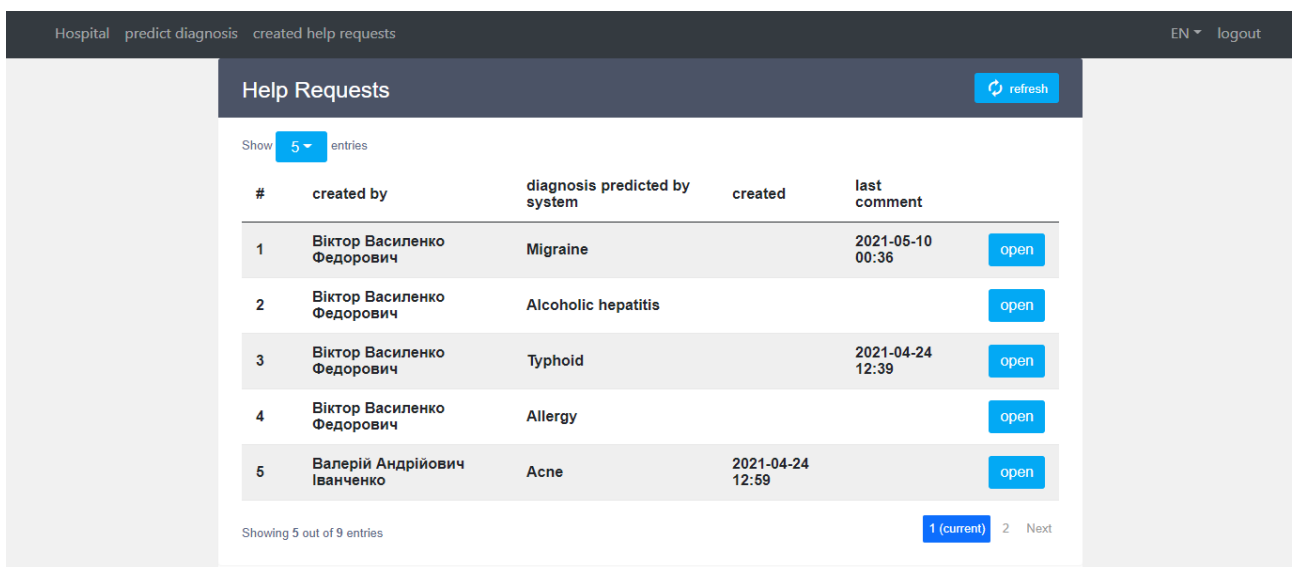 Hospital predict diagnosis created help requests EN logout
Help Requests refresh
Show 5 entries
# created by diagnosis predicted by system created last comment
1 Віктор Василенко Федорович Migraine 2021-05-10 00:36 open
2 Віктор Василенко Федорович Alcoholic hepatitis open
3 Віктор Василенко Федорович Typhoid 2021-04-24 12:39 open
4 Віктор Василенко Федорович Allergy open
5 Валерій Андрійович Іванченко Acne 2021-04-24 12:59 open
Showing 5 out of 9 entries 1 (current) 2 Next